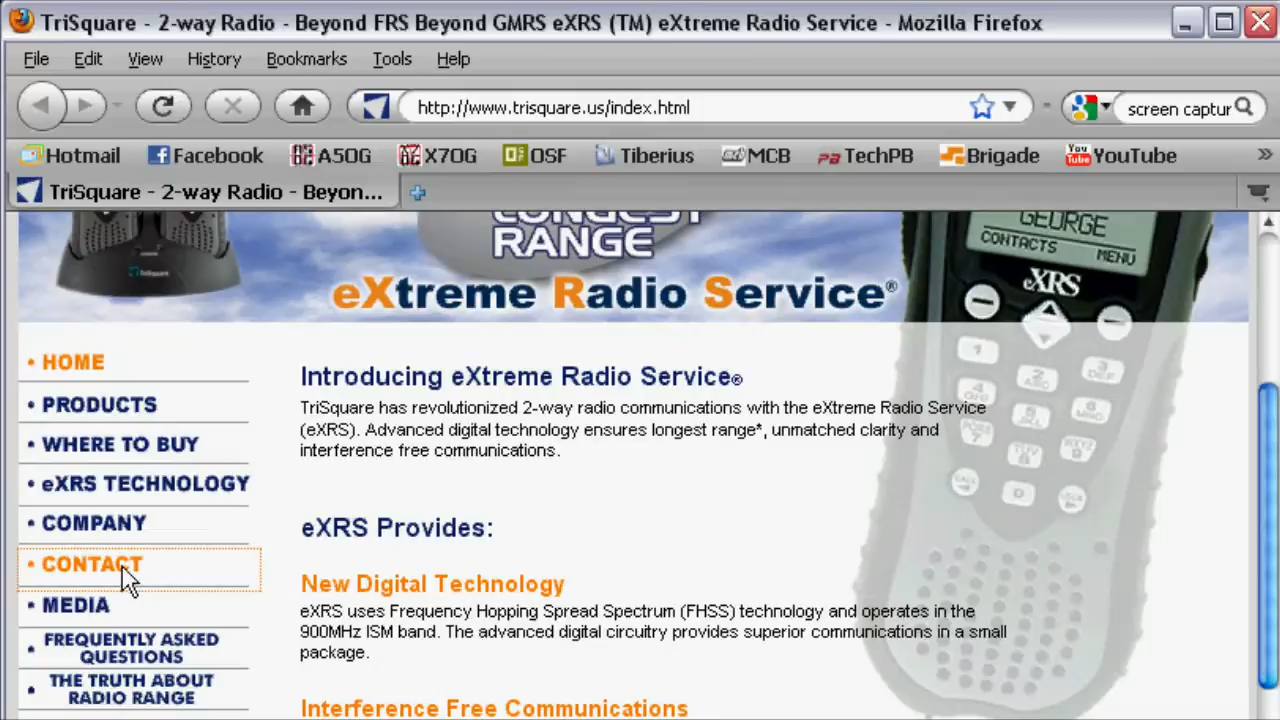 TriSquare - 2-way Radio - Beyond FRS Beyond GMRS eXRS (TM) eXtreme Radio Service - Mozilla Firefox
File Edit View History Bookmarks Tools Help
http://www.trisquare.us/index.html
screen captur
Hotmail Facebook A5OG X7OG OSF Tiberius MCB TechPB Brigade YouTube
TriSquare - 2-way Radio - Beyon...
LONGEST
RANGE
TriSquare
eXtreme Radio Service®
GEORGE
CONTACTS MENU
eXRS
• HOME
• PRODUCTS
• WHERE TO BUY
• eXRS TECHNOLOGY
• COMPANY
• CONTACT
• MEDIA
• FREQUENTLY ASKED
QUESTIONS
• THE TRUTH ABOUT
RADIO RANGE
Introducing eXtreme Radio Service®
TriSquare has revolutionized 2-way radio communications with the eXtreme Radio Service
(eXRS). Advanced digital technology ensures longest range*, unmatched clarity and
interference free communications.
eXRS Provides:
New Digital Technology
eXRS uses Frequency Hopping Spread Spectrum (FHSS) technology and operates in the
900MHz ISM band. The advanced digital circuitry provides superior communications in a small
package.
Interference Free Communications